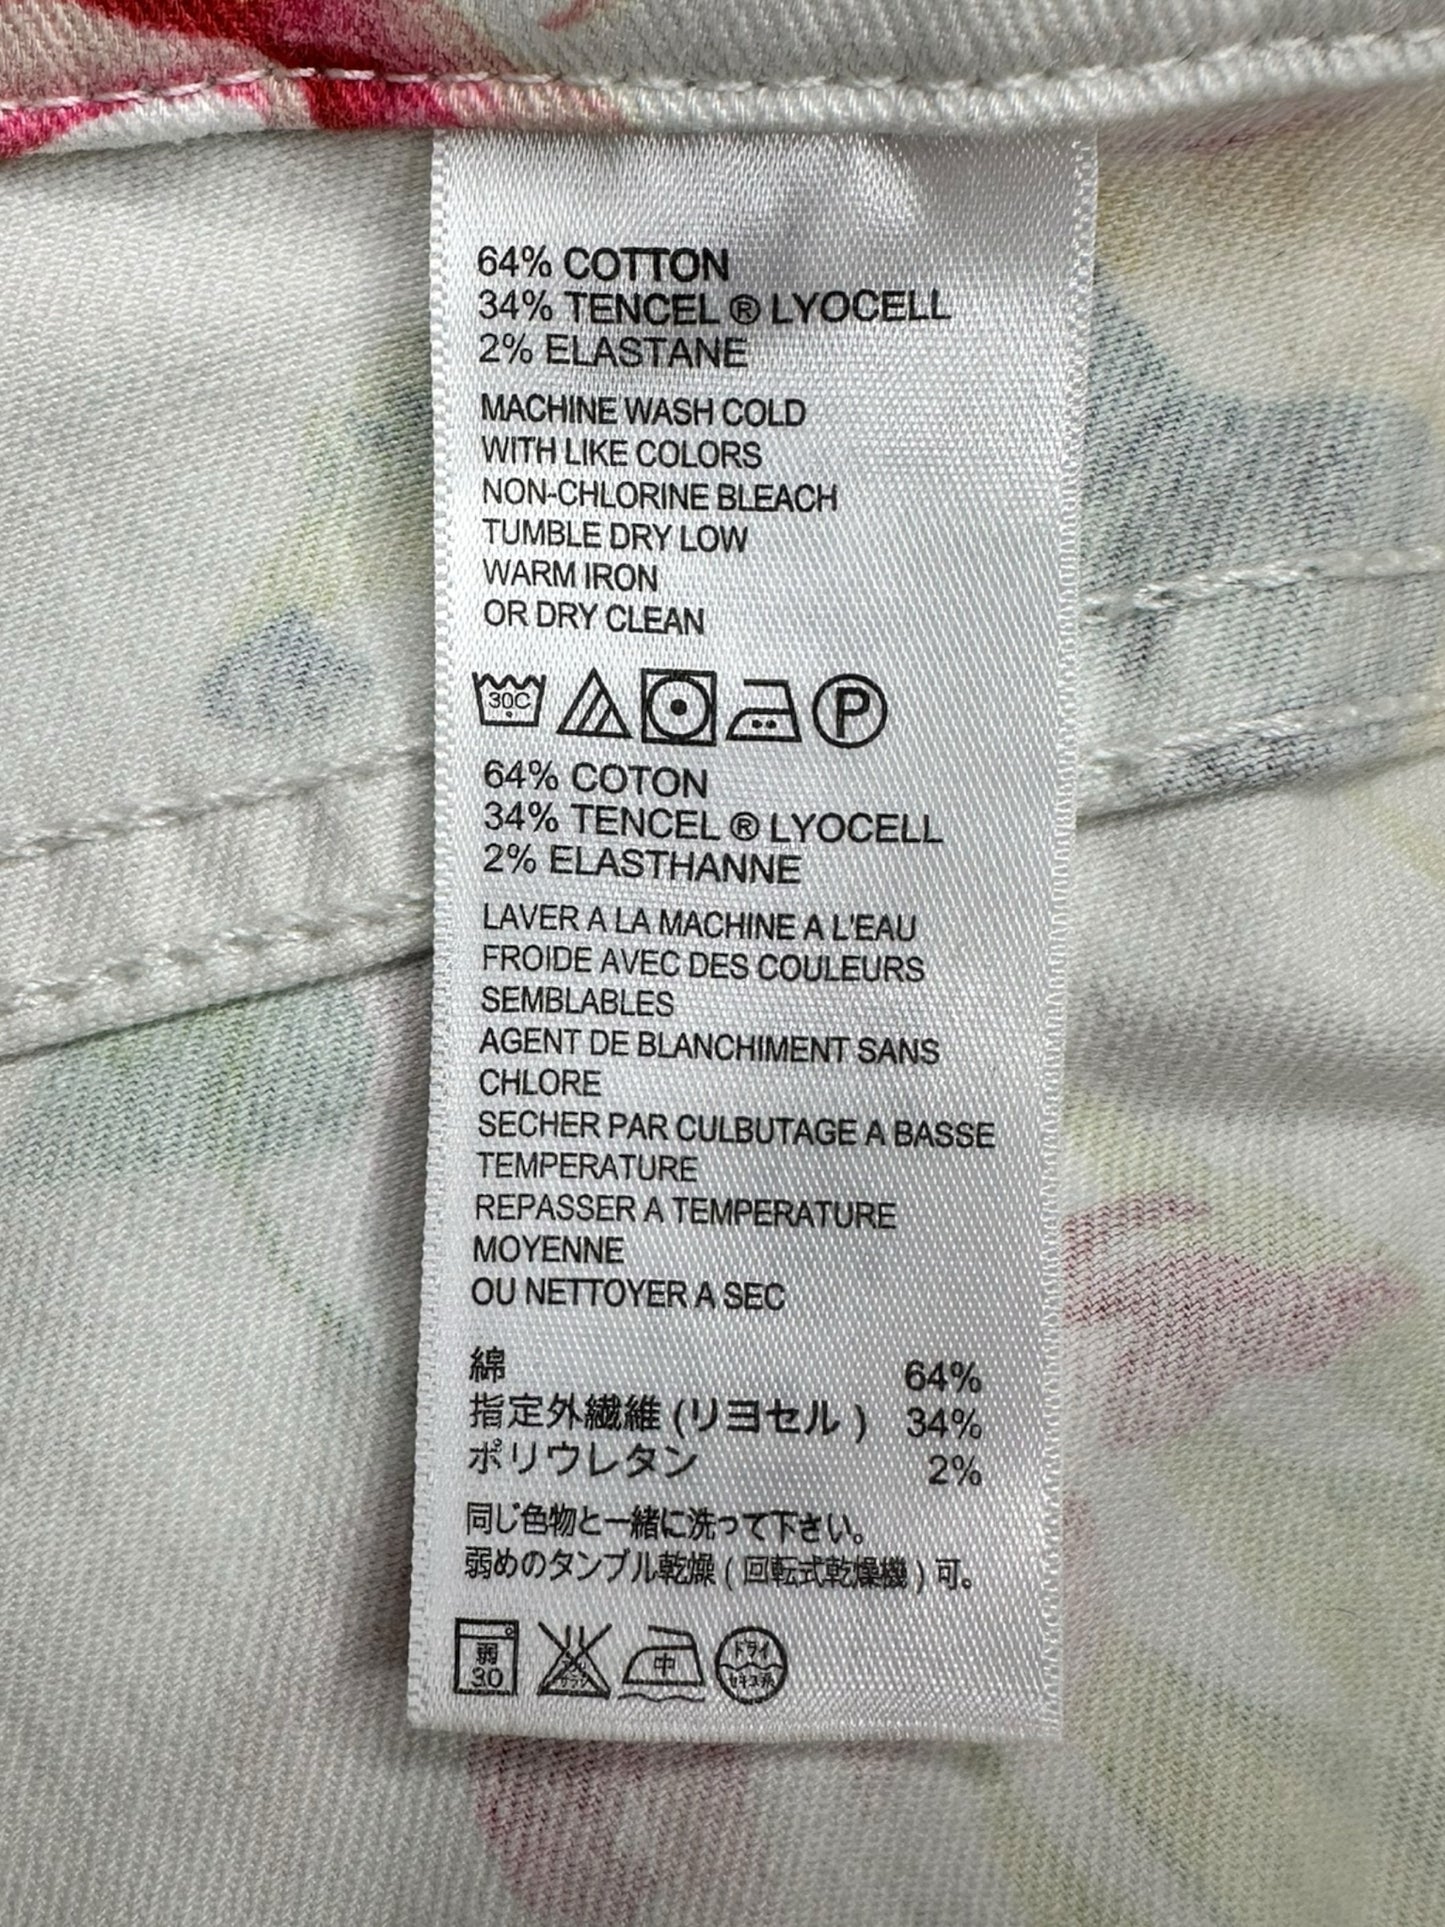 64% COTTON
34% TENCEL ® LYOCELL
2% ELASTANE
MACHINE WASH COLD
WITH LIKE COLORS
NON-CHLORINE BLEACH
TUMBLE DRY LOW
WARM IRON
OR DRY CLEAN
30C P
64% COTON
34% TENCEL ® LYOCELL
2% ELASTHANNE
LAVER A LA MACHINE A L'EAU
FROIDE AVEC DES COULEURS
SEMBLABLES
AGENT DE BLANCHIMENT SANS
CHLORE
SECHER PAR CULBUTAGE A BASSE
TEMPERATURE
REPASSER A TEMPERATURE
MOYENNE
OU NETTOYER A SEC
綿 64%
指定外繊維 (リヨセル) 34%
ポリウレタン 2%
同じ色物と一緒に洗って下さい。
弱めのタンブル乾燥 (回転式乾燥機) 可。
弱 中 ドライ
30 セキユ系